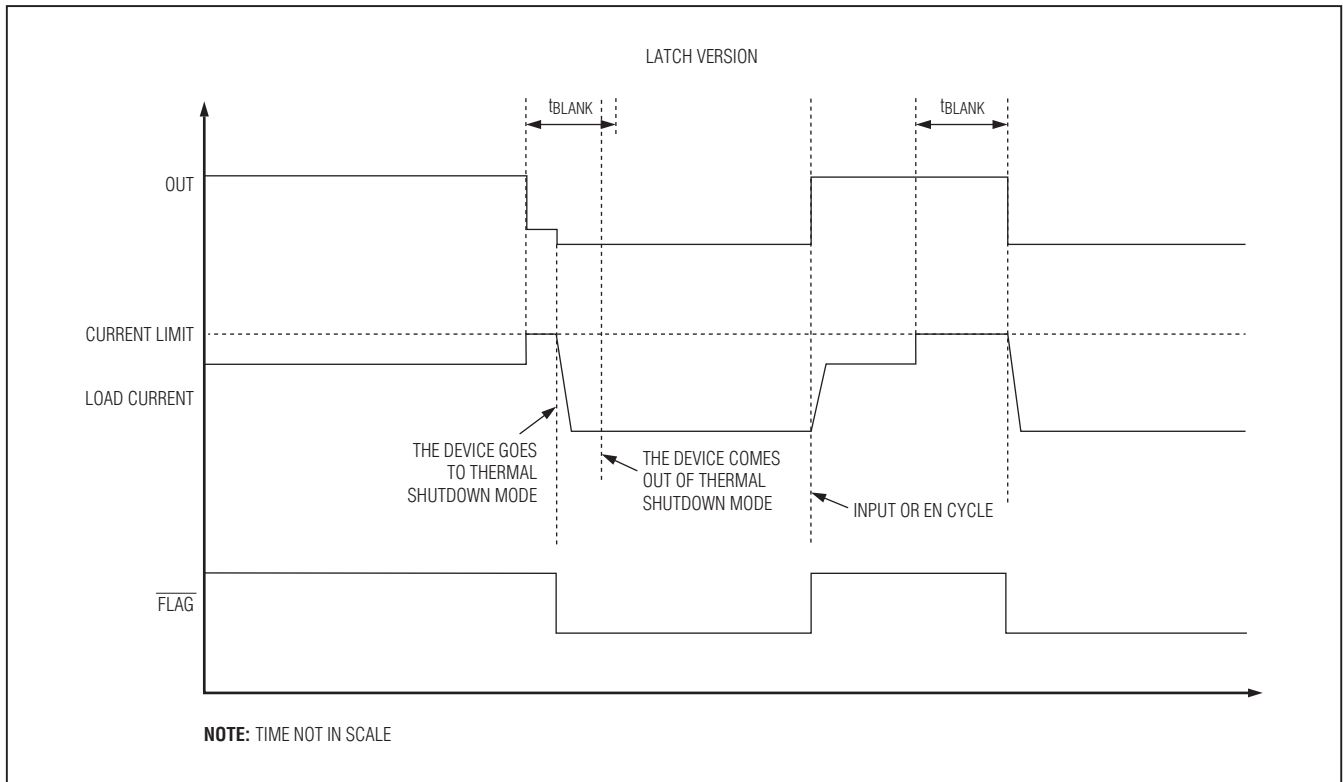 LATCH VERSION
tBLANK
tBLANK
OUT
CURRENT LIMIT
LOAD CURRENT
THE DEVICE GOES
TO THERMAL
SHUTDOWN MODE
THE DEVICE COMES
OUT OF THERMAL
SHUTDOWN MODE
INPUT OR EN CYCLE
FLAG
NOTE: TIME NOT IN SCALE